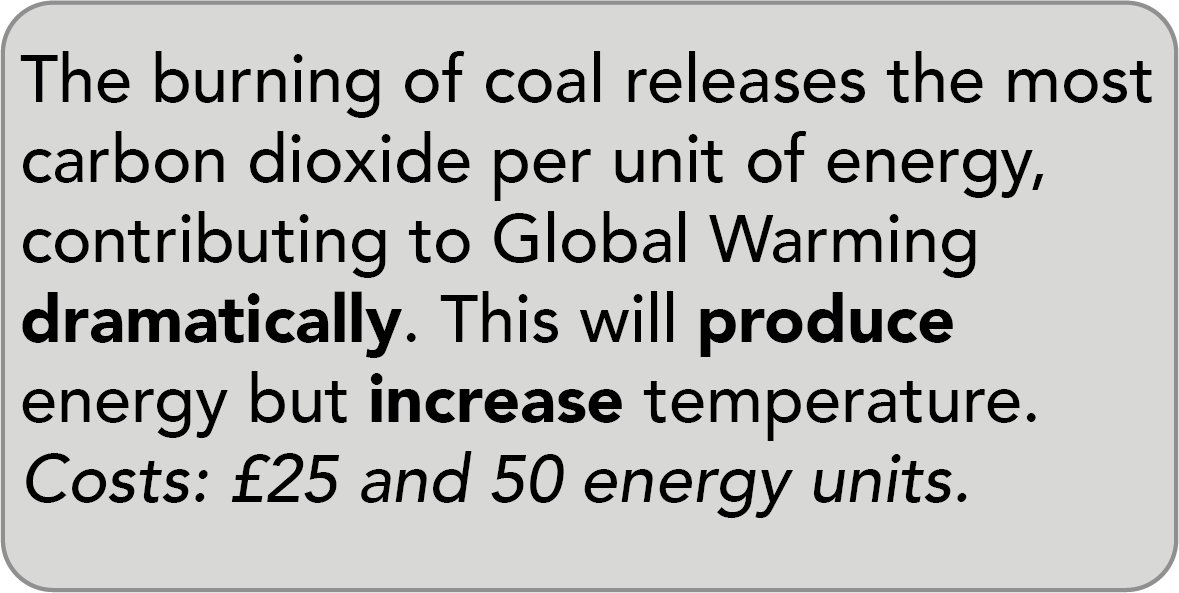 The burning of coal releases the most
carbon dioxide per unit of energy,
contributing to Global Warming
dramatically. This will produce
energy but increase temperature.
Costs: £25 and 50 energy units.